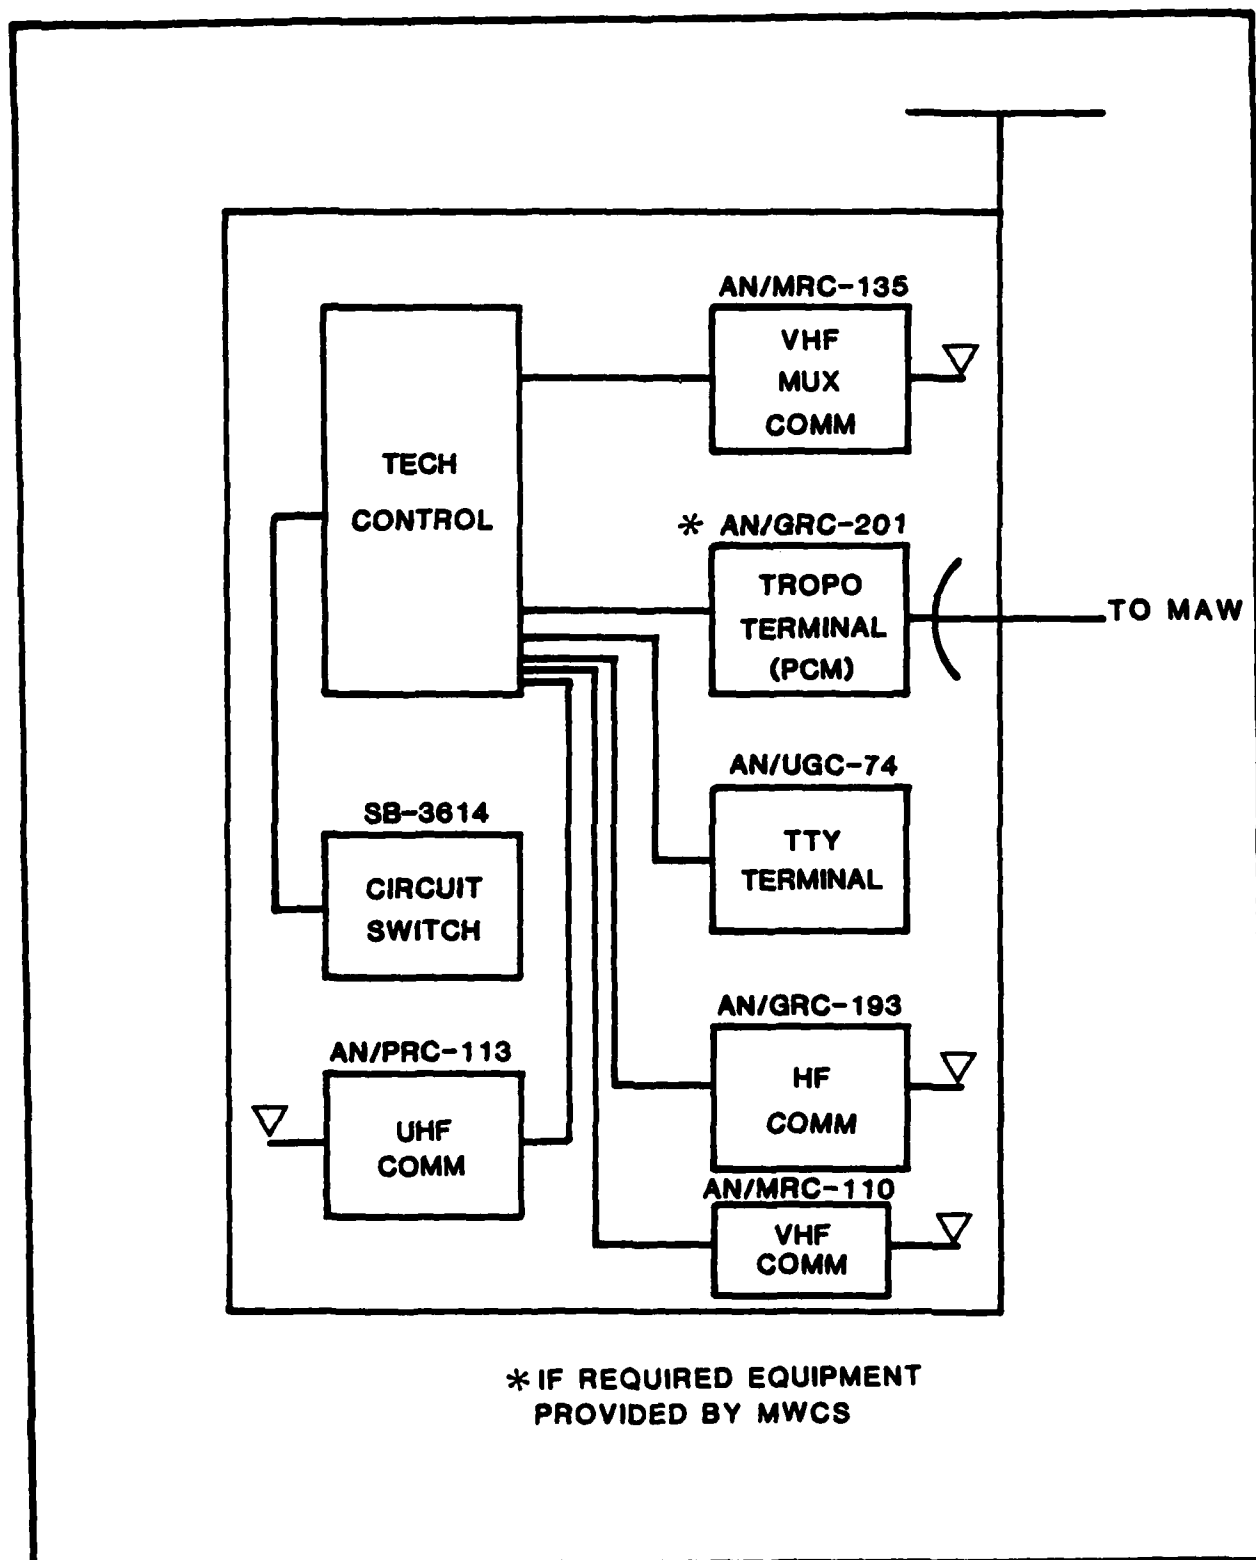 AN/MRC-135
VHF
MUX
COMM
TECH
CONTROL
* AN/GRC-201
TROPO
TERMINAL
(PCM)
TO MAW
AN/UGC-74
TTY
TERMINAL
SB-3614
CIRCUIT
SWITCH
AN/GRC-193
HF
COMM
AN/PRC-113
UHF
COMM
AN/MRC-110
VHF
COMM
* IF REQUIRED EQUIPMENT
PROVIDED BY MWCS